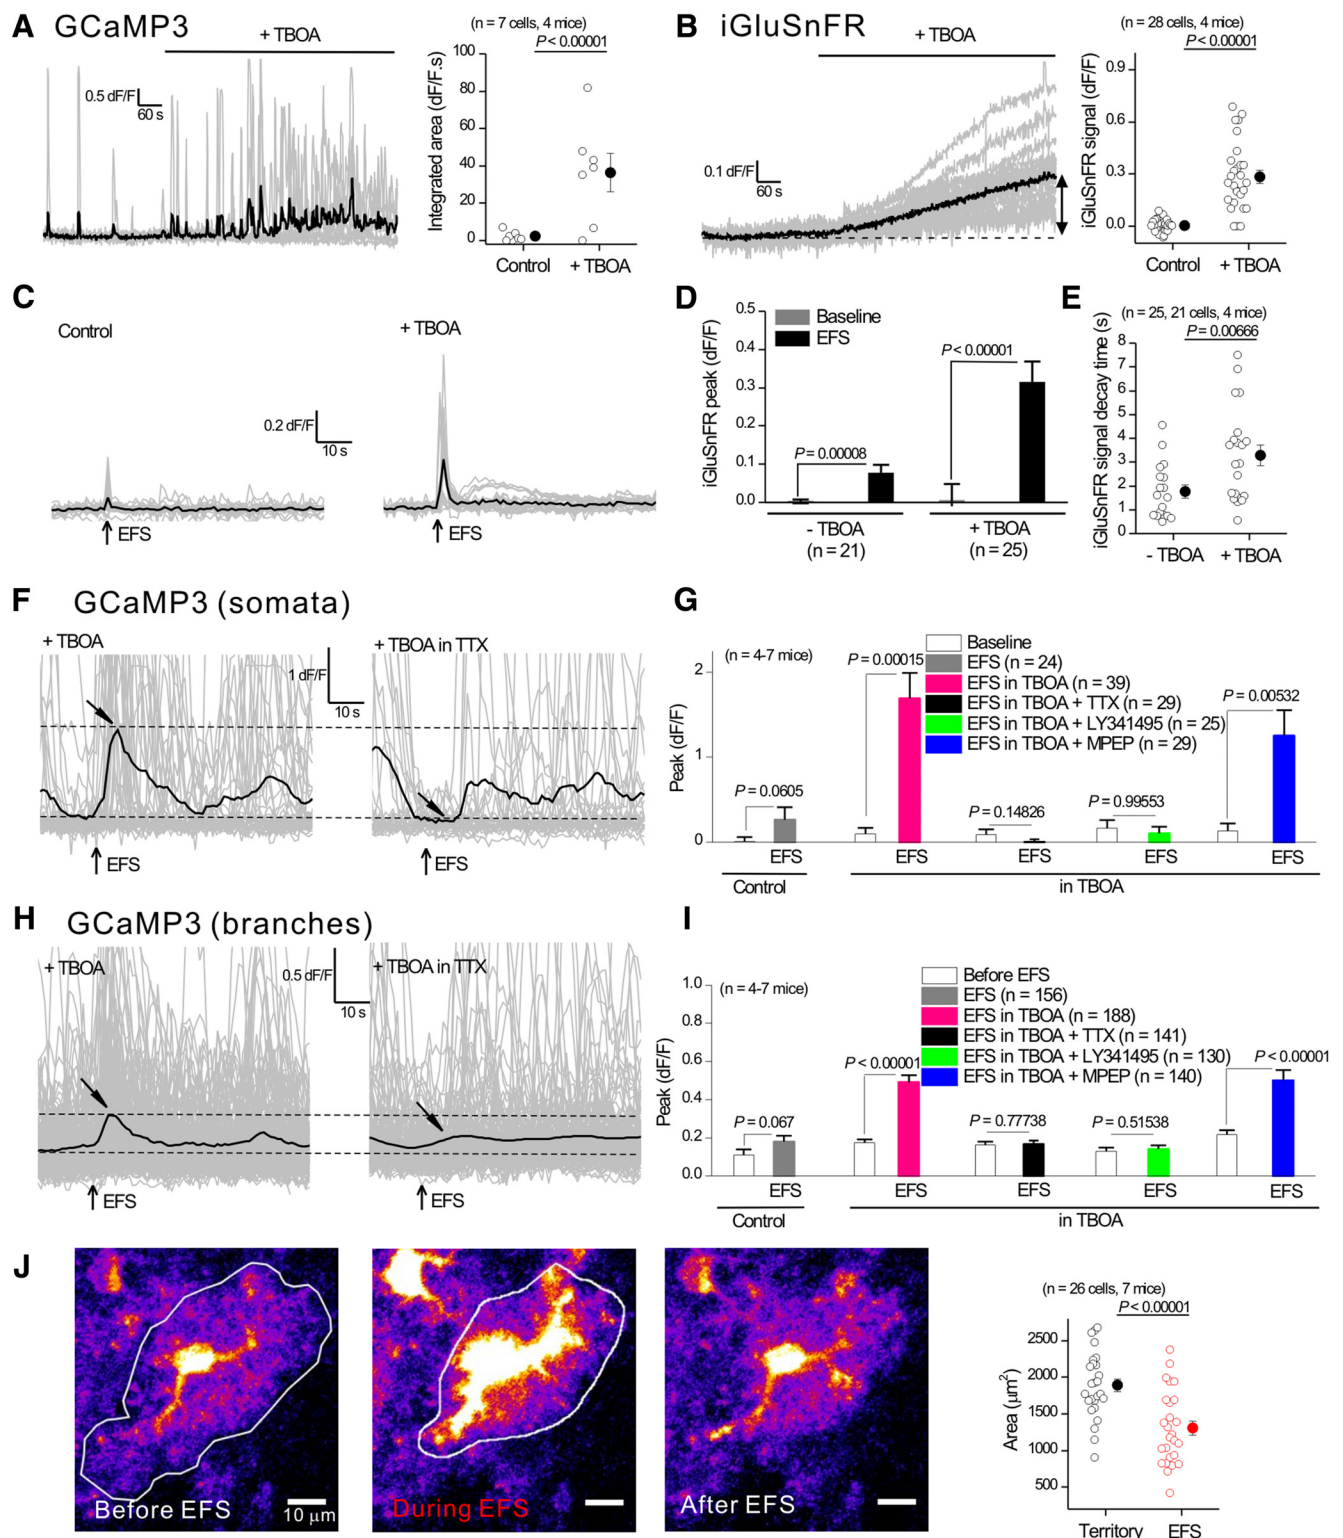 A GCaMP3
+ TBOA
0.5 dF/F
60 s
(n = 7 cells, 4 mice)
P < 0.00001
Integrated area (dF/F.s)
100
80
60
40
20
0
Control
+ TBOA
B iGluSnFR
+ TBOA
0.1 dF/F
60 s
(n = 28 cells, 4 mice)
P < 0.00001
iGluSnFR signal (dF/F)
0.9
0.6
0.3
0.0
Control
+ TBOA
C
Control
+ TBOA
0.2 dF/F
10 s
EFS
EFS
D
Baseline
EFS
iGluSnFR peak (dF/F)
0.5
0.4
0.3
0.2
0.1
0.0
P = 0.00008
P < 0.00001
- TBOA
(n = 21)
+ TBOA
(n = 25)
E
(n = 25, 21 cells, 4 mice)
P = 0.00666
iGluSnFR signal decay time (s)
8
7
6
5
4
3
2
1
0
- TBOA
+ TBOA
F GCaMP3 (somata)
+ TBOA
1 dF/F
10 s
+ TBOA in TTX
EFS
EFS
G
(n = 4-7 mice)
Baseline
EFS (n = 24)
EFS in TBOA (n = 39)
EFS in TBOA + TTX (n = 29)
EFS in TBOA + LY341495 (n = 25)
EFS in TBOA + MPEP (n = 29)
Peak (dF/F)
2
1
0
P = 0.0605
P = 0.00015
P = 0.14826
P = 0.99553
P = 0.00532
EFS
EFS
EFS
EFS
EFS
Control
in TBOA
H GCaMP3 (branches)
+ TBOA
0.5 dF/F
10 s
+ TBOA in TTX
EFS
EFS
I
(n = 4-7 mice)
Before EFS
EFS (n = 156)
EFS in TBOA (n = 188)
EFS in TBOA + TTX (n = 141)
EFS in TBOA + LY341495 (n = 130)
EFS in TBOA + MPEP (n = 140)
Peak (dF/F)
1.0
0.8
0.6
0.4
0.2
0.0
P = 0.067
P < 0.00001
P = 0.77738
P = 0.51538
P < 0.00001
EFS
EFS
EFS
EFS
EFS
Control
in TBOA
J
Before EFS
10 μm
During EFS
After EFS
(n = 26 cells, 7 mice)
P < 0.00001
Area (μm²)
2500
2000
1500
1000
500
Territory
EFS